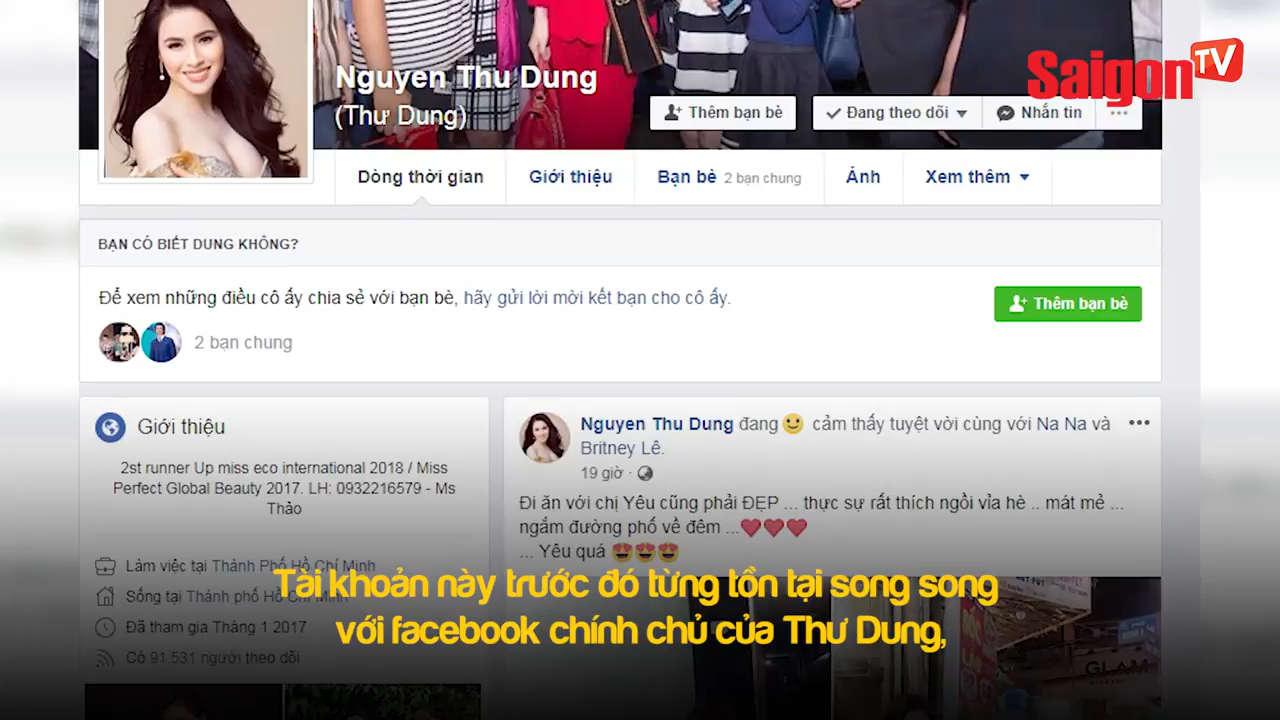 Saigon TV
Nguyen Thu Dung
(Thư Dung)
Thêm bạn bè
Đang theo dõi
Nhắn tin
Dòng thời gian
Giới thiệu
Bạn bè 2 bạn chung
Ảnh
Xem thêm
BẠN CÓ BIẾT DUNG KHÔNG?
Để xem những điều cô ấy chia sẻ với bạn bè, hãy gửi lời mời kết bạn cho cô ấy.
Thêm bạn bè
2 bạn chung
Giới thiệu
2st runner Up miss eco international 2018 / Miss
Perfect Global Beauty 2017. LH: 0932216579 - Ms
Thảo
Làm việc tại Thành Phố Hồ Chí Minh
Sống tại Thành phố Hồ Chí Minh
Đã tham gia Tháng 1 2017
Có 91.531 người theo dõi
Nguyen Thu Dung đang 🙂 cảm thấy tuyệt vời cùng với Na Na và
Britney Lê.
19 giờ ·
Đi ăn với chị Yêu cũng phải ĐẸP ... thực sự rất thích ngồi vỉa hè .. mát mẻ ...
ngắm đường phố về đêm ...❤❤❤
... Yêu quá 😍😍😍
GLAM
Tài khoản này trước đó từng tồn tại song song
với facebook chính chủ của Thư Dung,